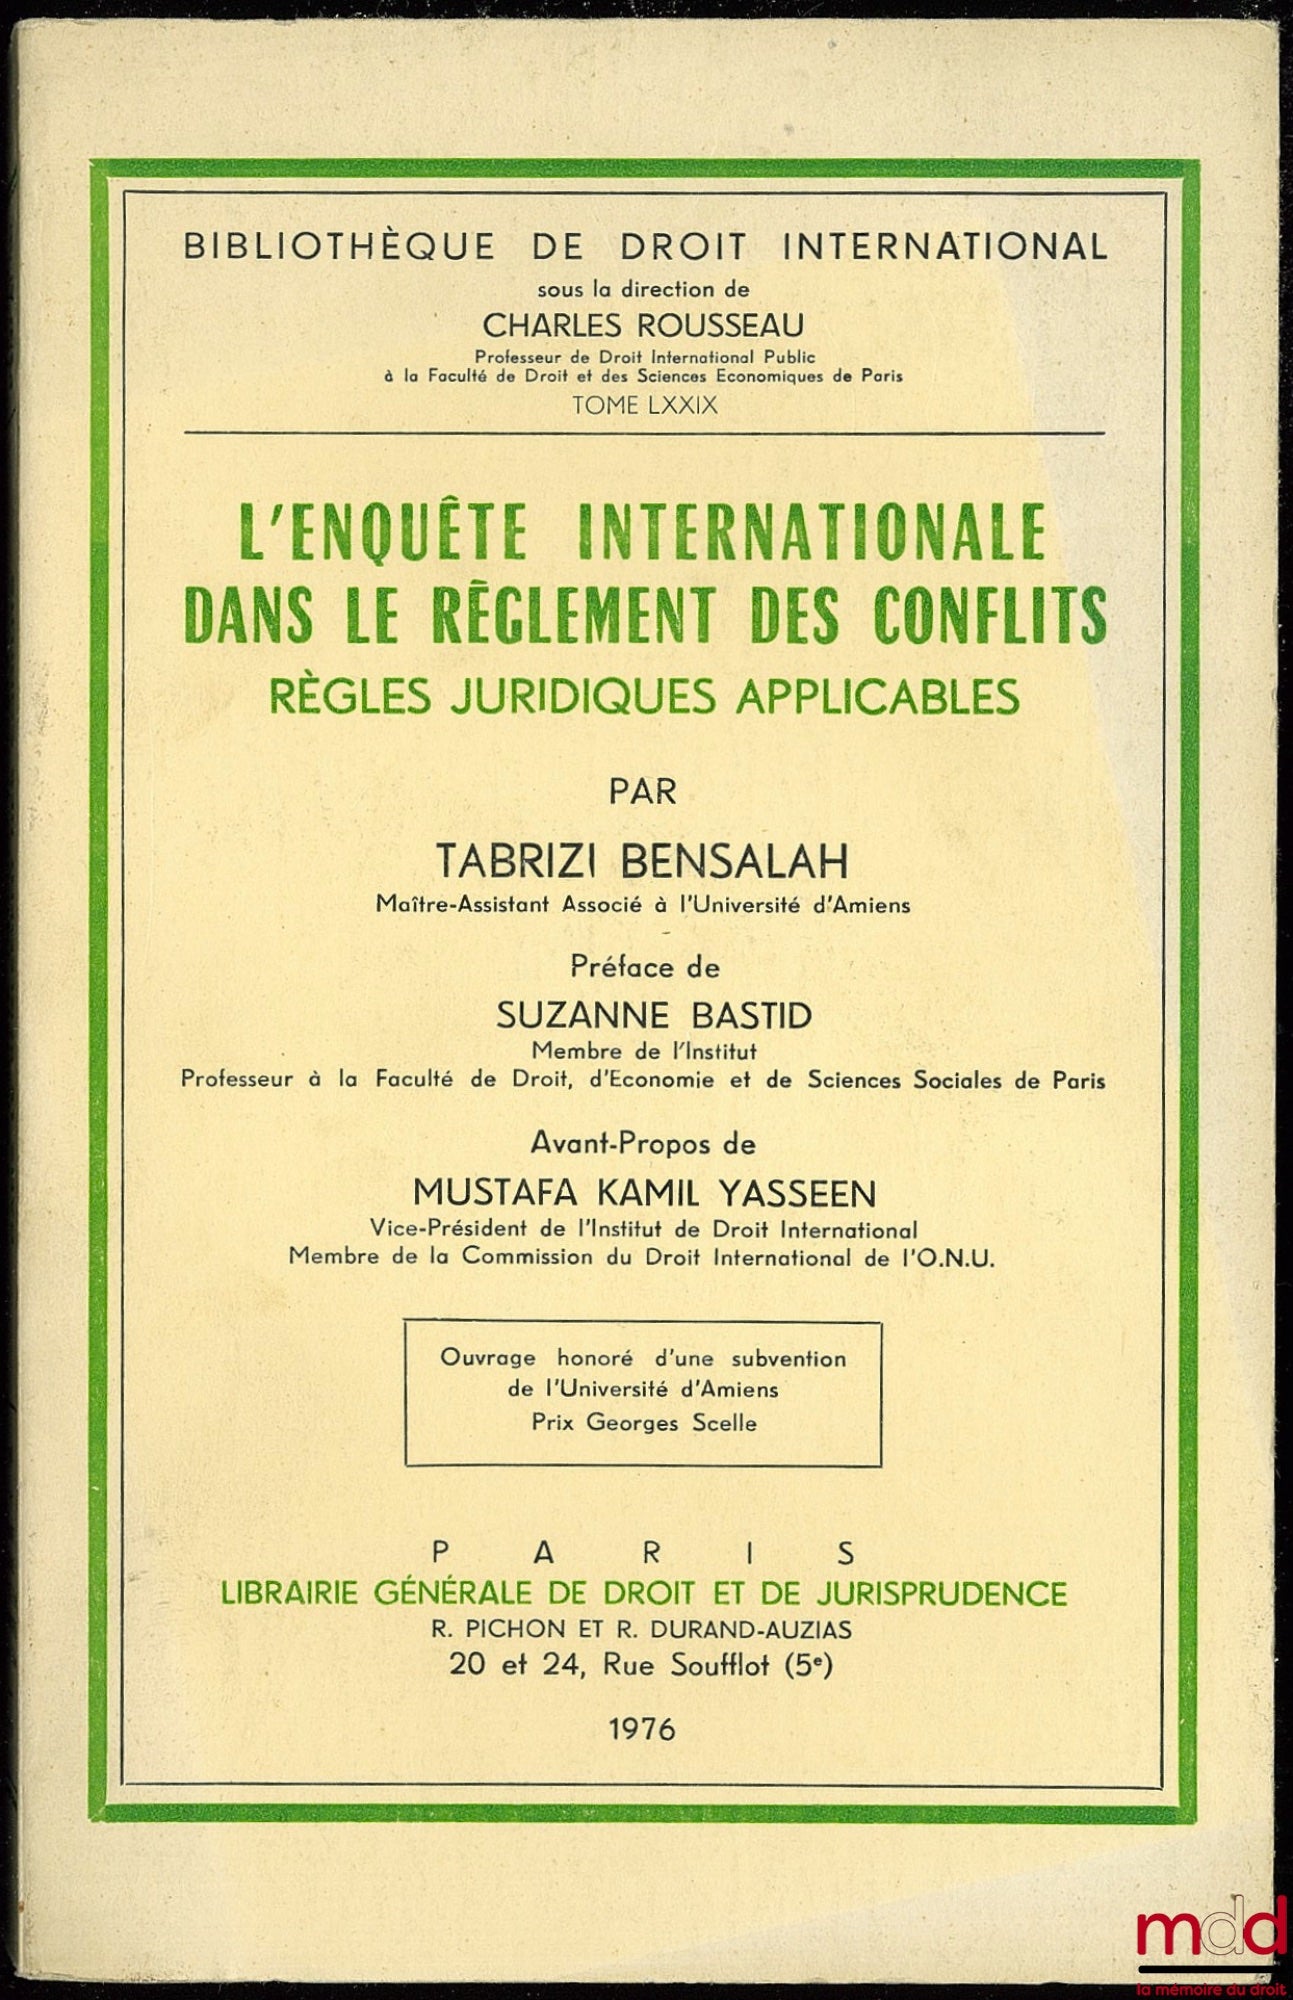 BIBLIOTHÈQUE DE DROIT INTERNATIONAL
sous la direction de
CHARLES ROUSSEAU
Professeur de Droit International Public
à la Faculté de Droit et des Sciences Economiques de Paris
TOME LXXIX
L'ENQUÊTE INTERNATIONALE
DANS LE RÈGLEMENT DES CONFLITS
RÈGLES JURIDIQUES APPLICABLES
PAR
TABRIZI BENSALAH
Maître-Assistant Associé à l'Université d'Amiens
Préface de
SUZANNE BASTID
Membre de l'Institut
Professeur à la Faculté de Droit, d'Economie et de Sciences Sociales de Paris
Avant-Propos de
MUSTAFA KAMIL YASSEEN
Vice-Président de l'Institut de Droit International
Membre de la Commission du Droit International de l'O.N.U.
Ouvrage honoré d'une subvention
de l'Université d'Amiens
Prix Georges Scelle
PARIS
LIBRAIRIE GÉNÉRALE DE DROIT ET DE JURISPRUDENCE
R. PICHON ET R. DURAND-AUZIAS
20 et 24, Rue Soufflot (5e)
1976
mdd
la mémoire du droit